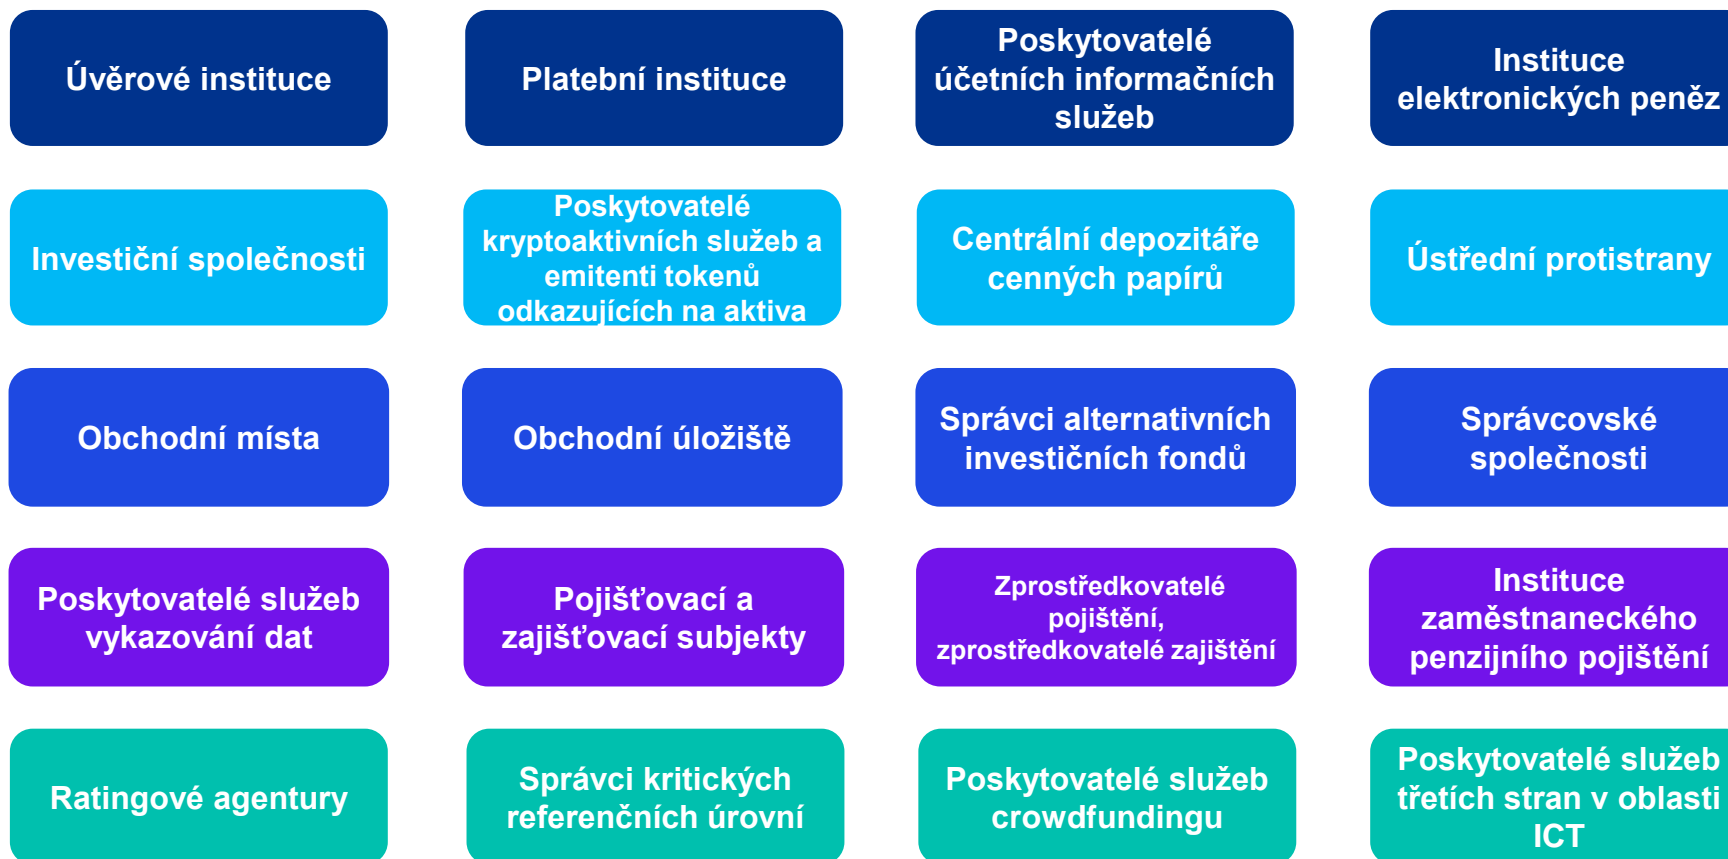 Úvěrové instituce
Platební instituce
Poskytovatelé
účetních informačních
služeb
Instituce
elektronických peněz
Investiční společnosti
Poskytovatelé
kryptoaktivních služeb a
emitenti tokenů
odkazujících na aktiva
Centrální depozitáře
cenných papírů
Ústřední protistrany
Obchodní místa
Obchodní úložiště
Správci alternativních
investičních fondů
Správcovské
společnosti
Poskytovatelé služeb
vykazování dat
Pojišťovací a
zajišťovací subjekty
Zprostředkovatelé
pojištění,
zprostředkovatelé zajištění
Instituce
zaměstnaneckého
penzijního pojištění
Ratingové agentury
Správci kritických
referenčních úrovní
Poskytovatelé služeb
crowdfundingu
Poskytovatelé služeb
třetích stran v oblasti
ICT